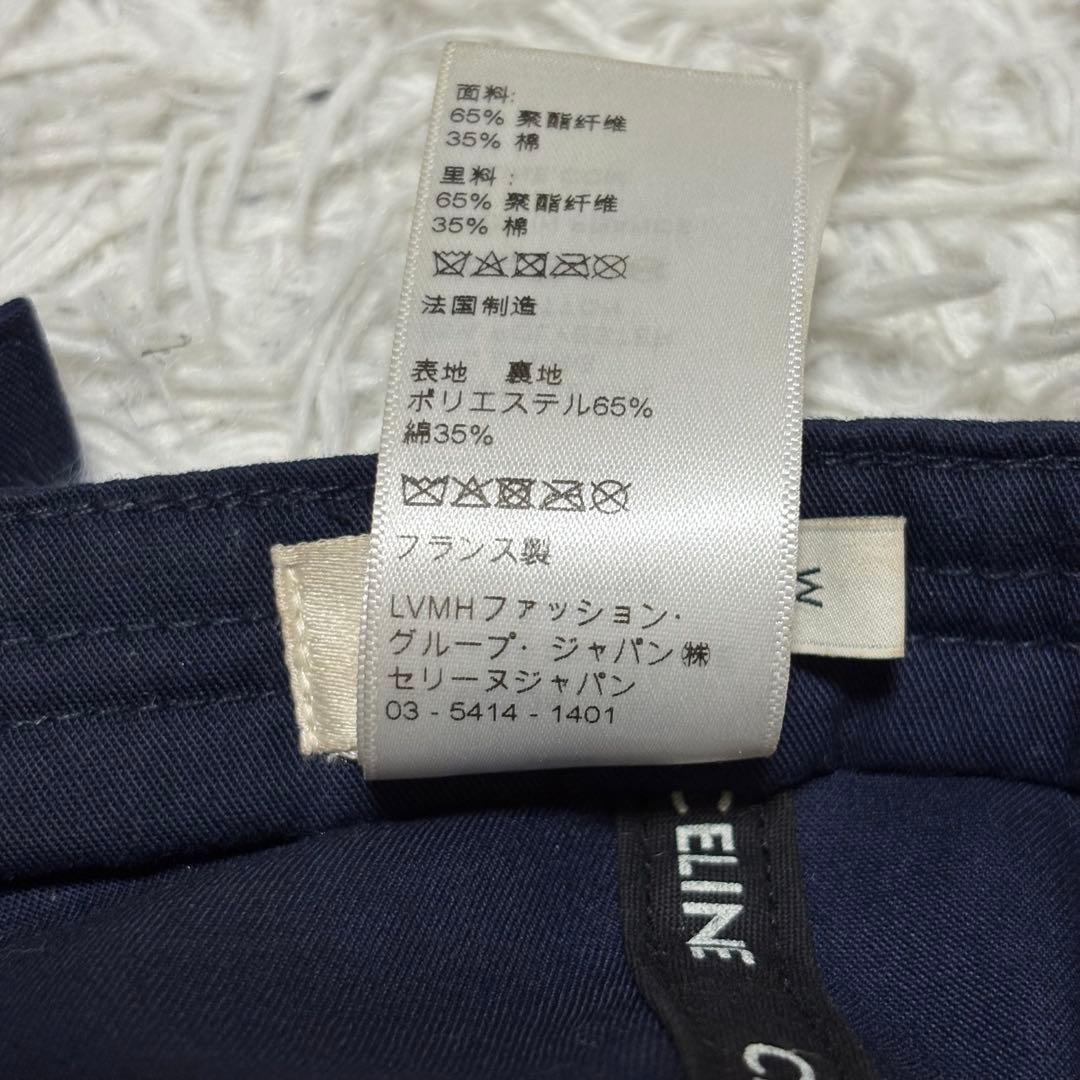 面料:
65% 聚酯纤维
35% 棉
里料:
65% 聚酯纤维
35% 棉
法国制造
表地 裏地
ポリエステル65%
綿35%
フランス製
LVMHファッション·
グループ· ジャパン㈱
セリーヌジャパン
03 - 5414 - 1401
CELINE